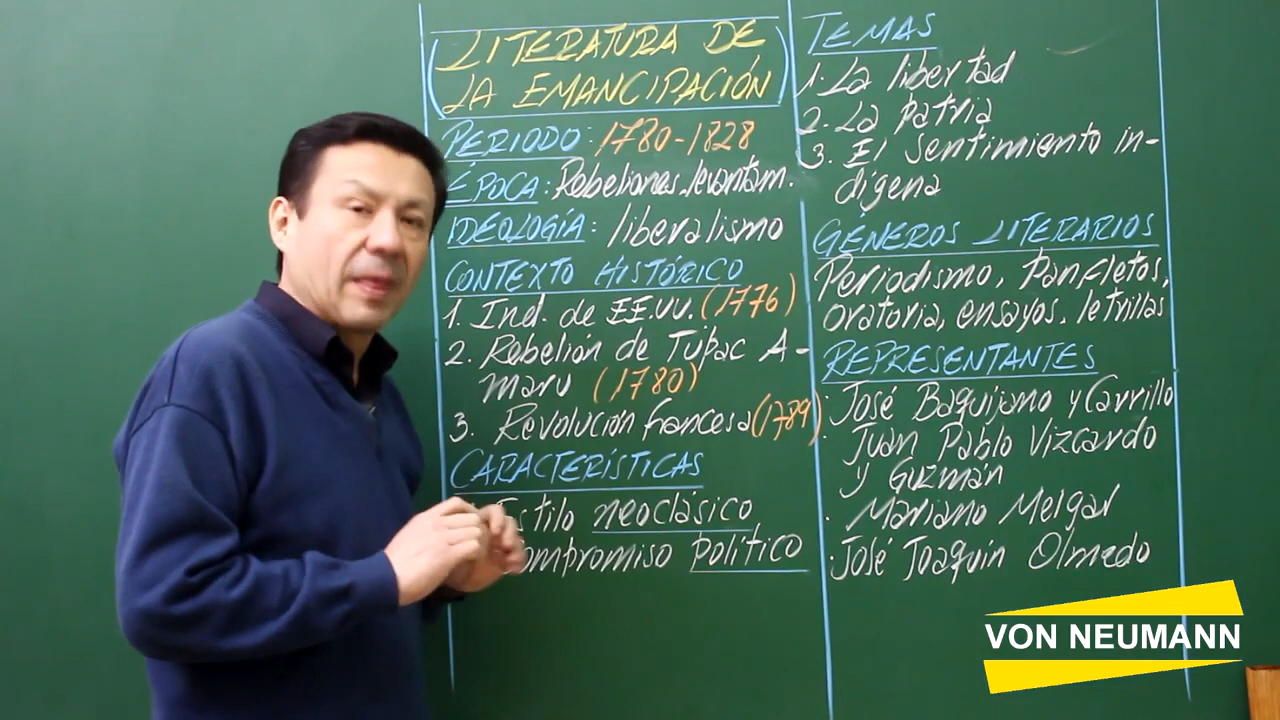 LITERATURA DE
LA EMANCIPACIÓN
PERIODO: 1780-1828
ÉPOCA: Rebeliones, levantam.
IDEOLOGÍA: liberalismo
CONTEXTO HISTÓRICO
1. Ind. de EE.UU. (1776)
2. Rebelión de Túpac A-
maru (1780)
3. Revolución francesa (1789)
CARACTERÍSTICAS
Estilo neoclásico
ompromiso político
TEMAS
1. La libertad
2. La patria
3. El sentimiento in-
dígena
GÉNEROS LITERARIOS
Periodismo, Panfletos,
oratoria, ensayos, letrillas
REPRESENTANTES
· José Baquijano y Carrillo
· Juan Pablo Vizcardo
y Guzmán
· Mariano Melgar
· José Joaquín Olmedo
VON NEUMANN